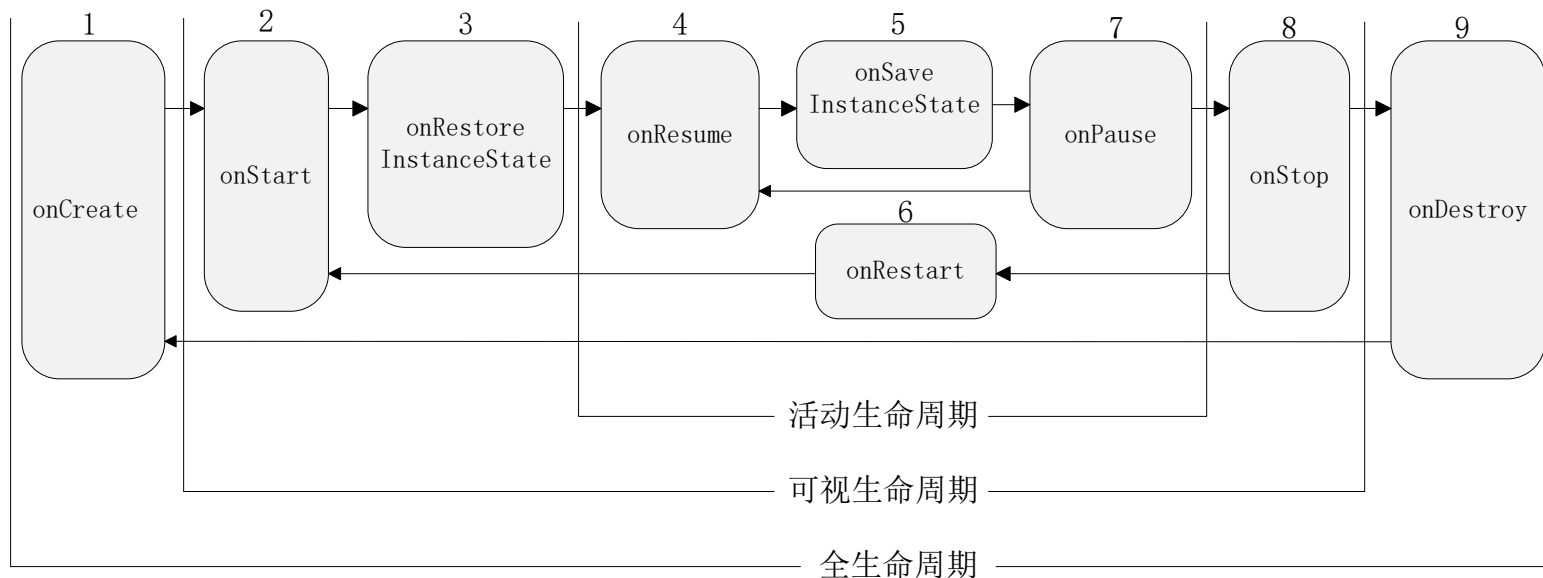 1
2
3
4
5
7
8
9
onCreate
onStart
onRestore
InstanceState
onResume
onSave
InstanceState
onPause
onStop
onDestroy
6
onRestart
活动生命周期
可视生命周期
全生命周期